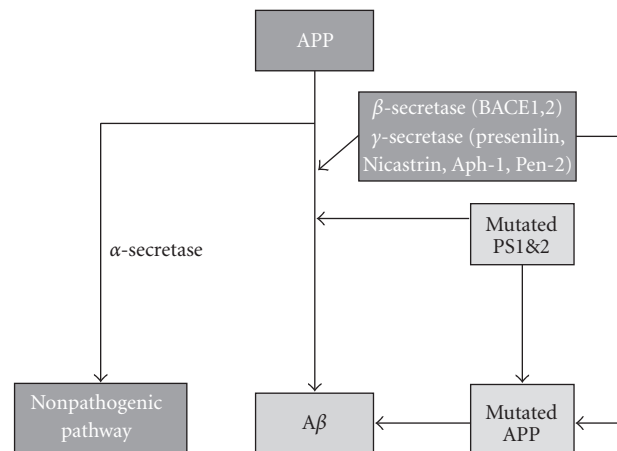 APP
β-secretase (BACE1,2)
γ-secretase (presenilin,
Nicastrin, Aph-1, Pen-2)
Mutated
PS1&2
α-secretase
Nonpathogenic
pathway
Aβ
Mutated
APP